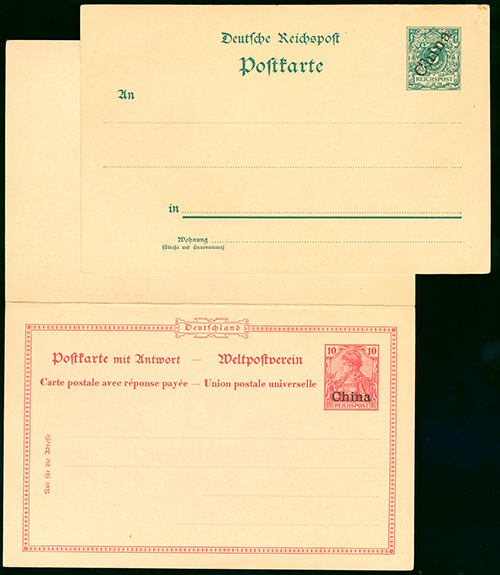 Deutsche Reichspost
Postkarte
China
REICHSPOST
An
in
Wohnung
(Straße und Hausnummer)
Deutschland
Postkarte mit Antwort — Weltpostverein
Carte postale avec réponse payée — Union postale universelle
10 10
China
REICHSPOST
Nur für die Adresse